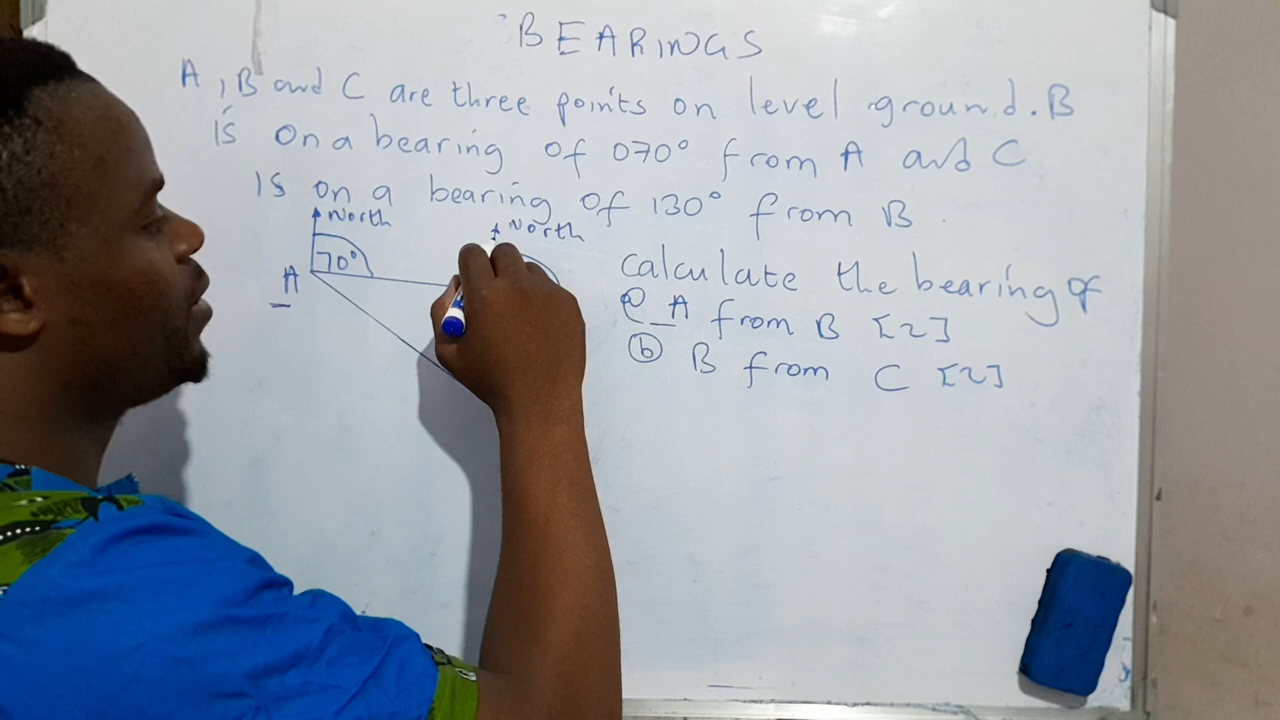 BEARINGS
A, B and C are three points on level ground. B
is on a bearing of 070° from A and C
is on a bearing of 130° from B.
North
North
70°
A
Calculate the bearing of
@ A from B [2]
(b) B from C [2]